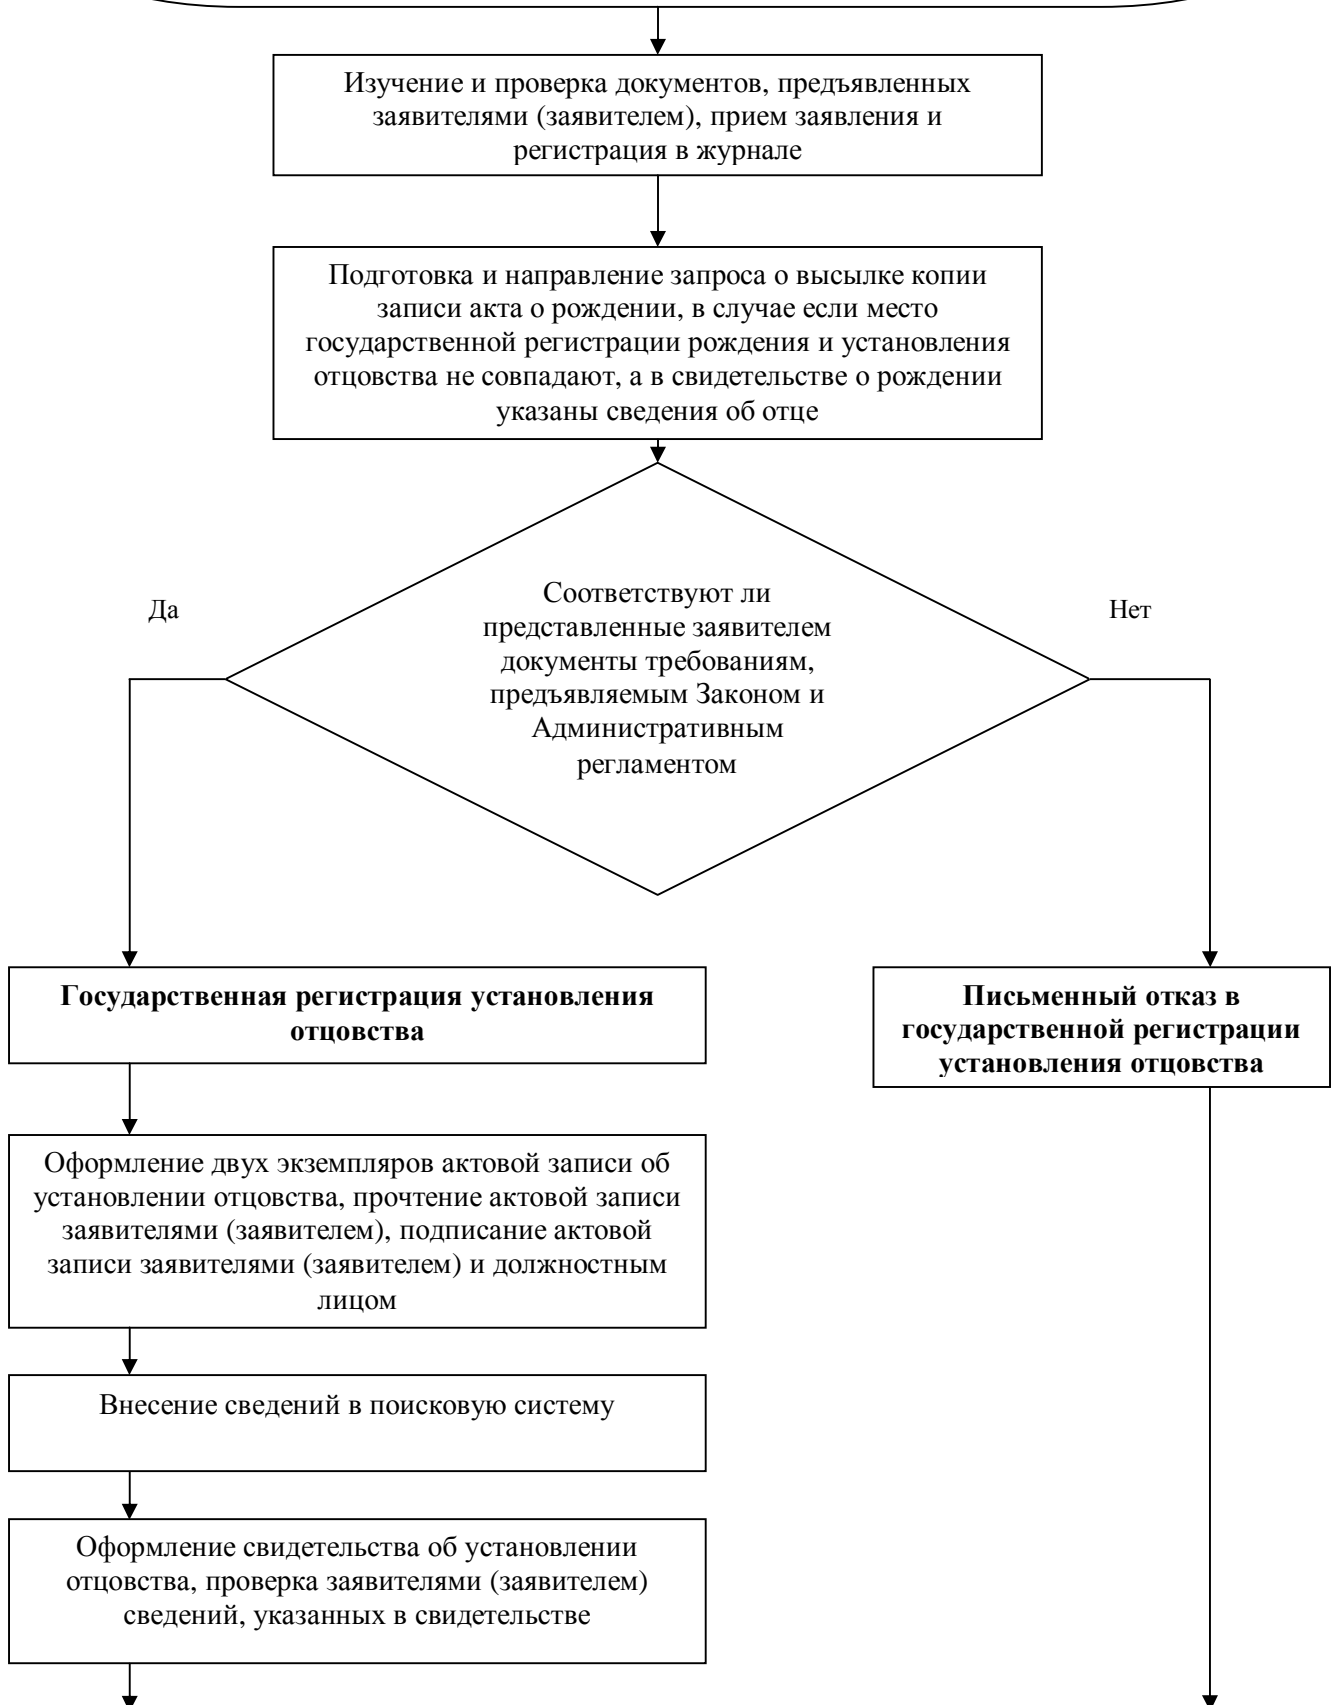 Изучение и проверка документов, предъявленных
заявителями (заявителем), прием заявления и
регистрация в журнале
Подготовка и направление запроса о высылке копии
записи акта о рождении, в случае если место
государственной регистрации рождения и установления
отцовства не совпадают, а в свидетельстве о рождении
указаны сведения об отце
Да
Соответствуют ли
представленные заявителем
документы требованиям,
предъявляемым Законом и
Административным
регламентом
Нет
Государственная регистрация установления
отцовства
Письменный отказ в
государственной регистрации
установления отцовства
Оформление двух экземпляров актовой записи об
установлении отцовства, прочтение актовой записи
заявителями (заявителем), подписание актовой
записи заявителями (заявителем) и должностным
лицом
Внесение сведений в поисковую систему
Оформление свидетельства об установлении
отцовства, проверка заявителями (заявителем)
сведений, указанных в свидетельстве